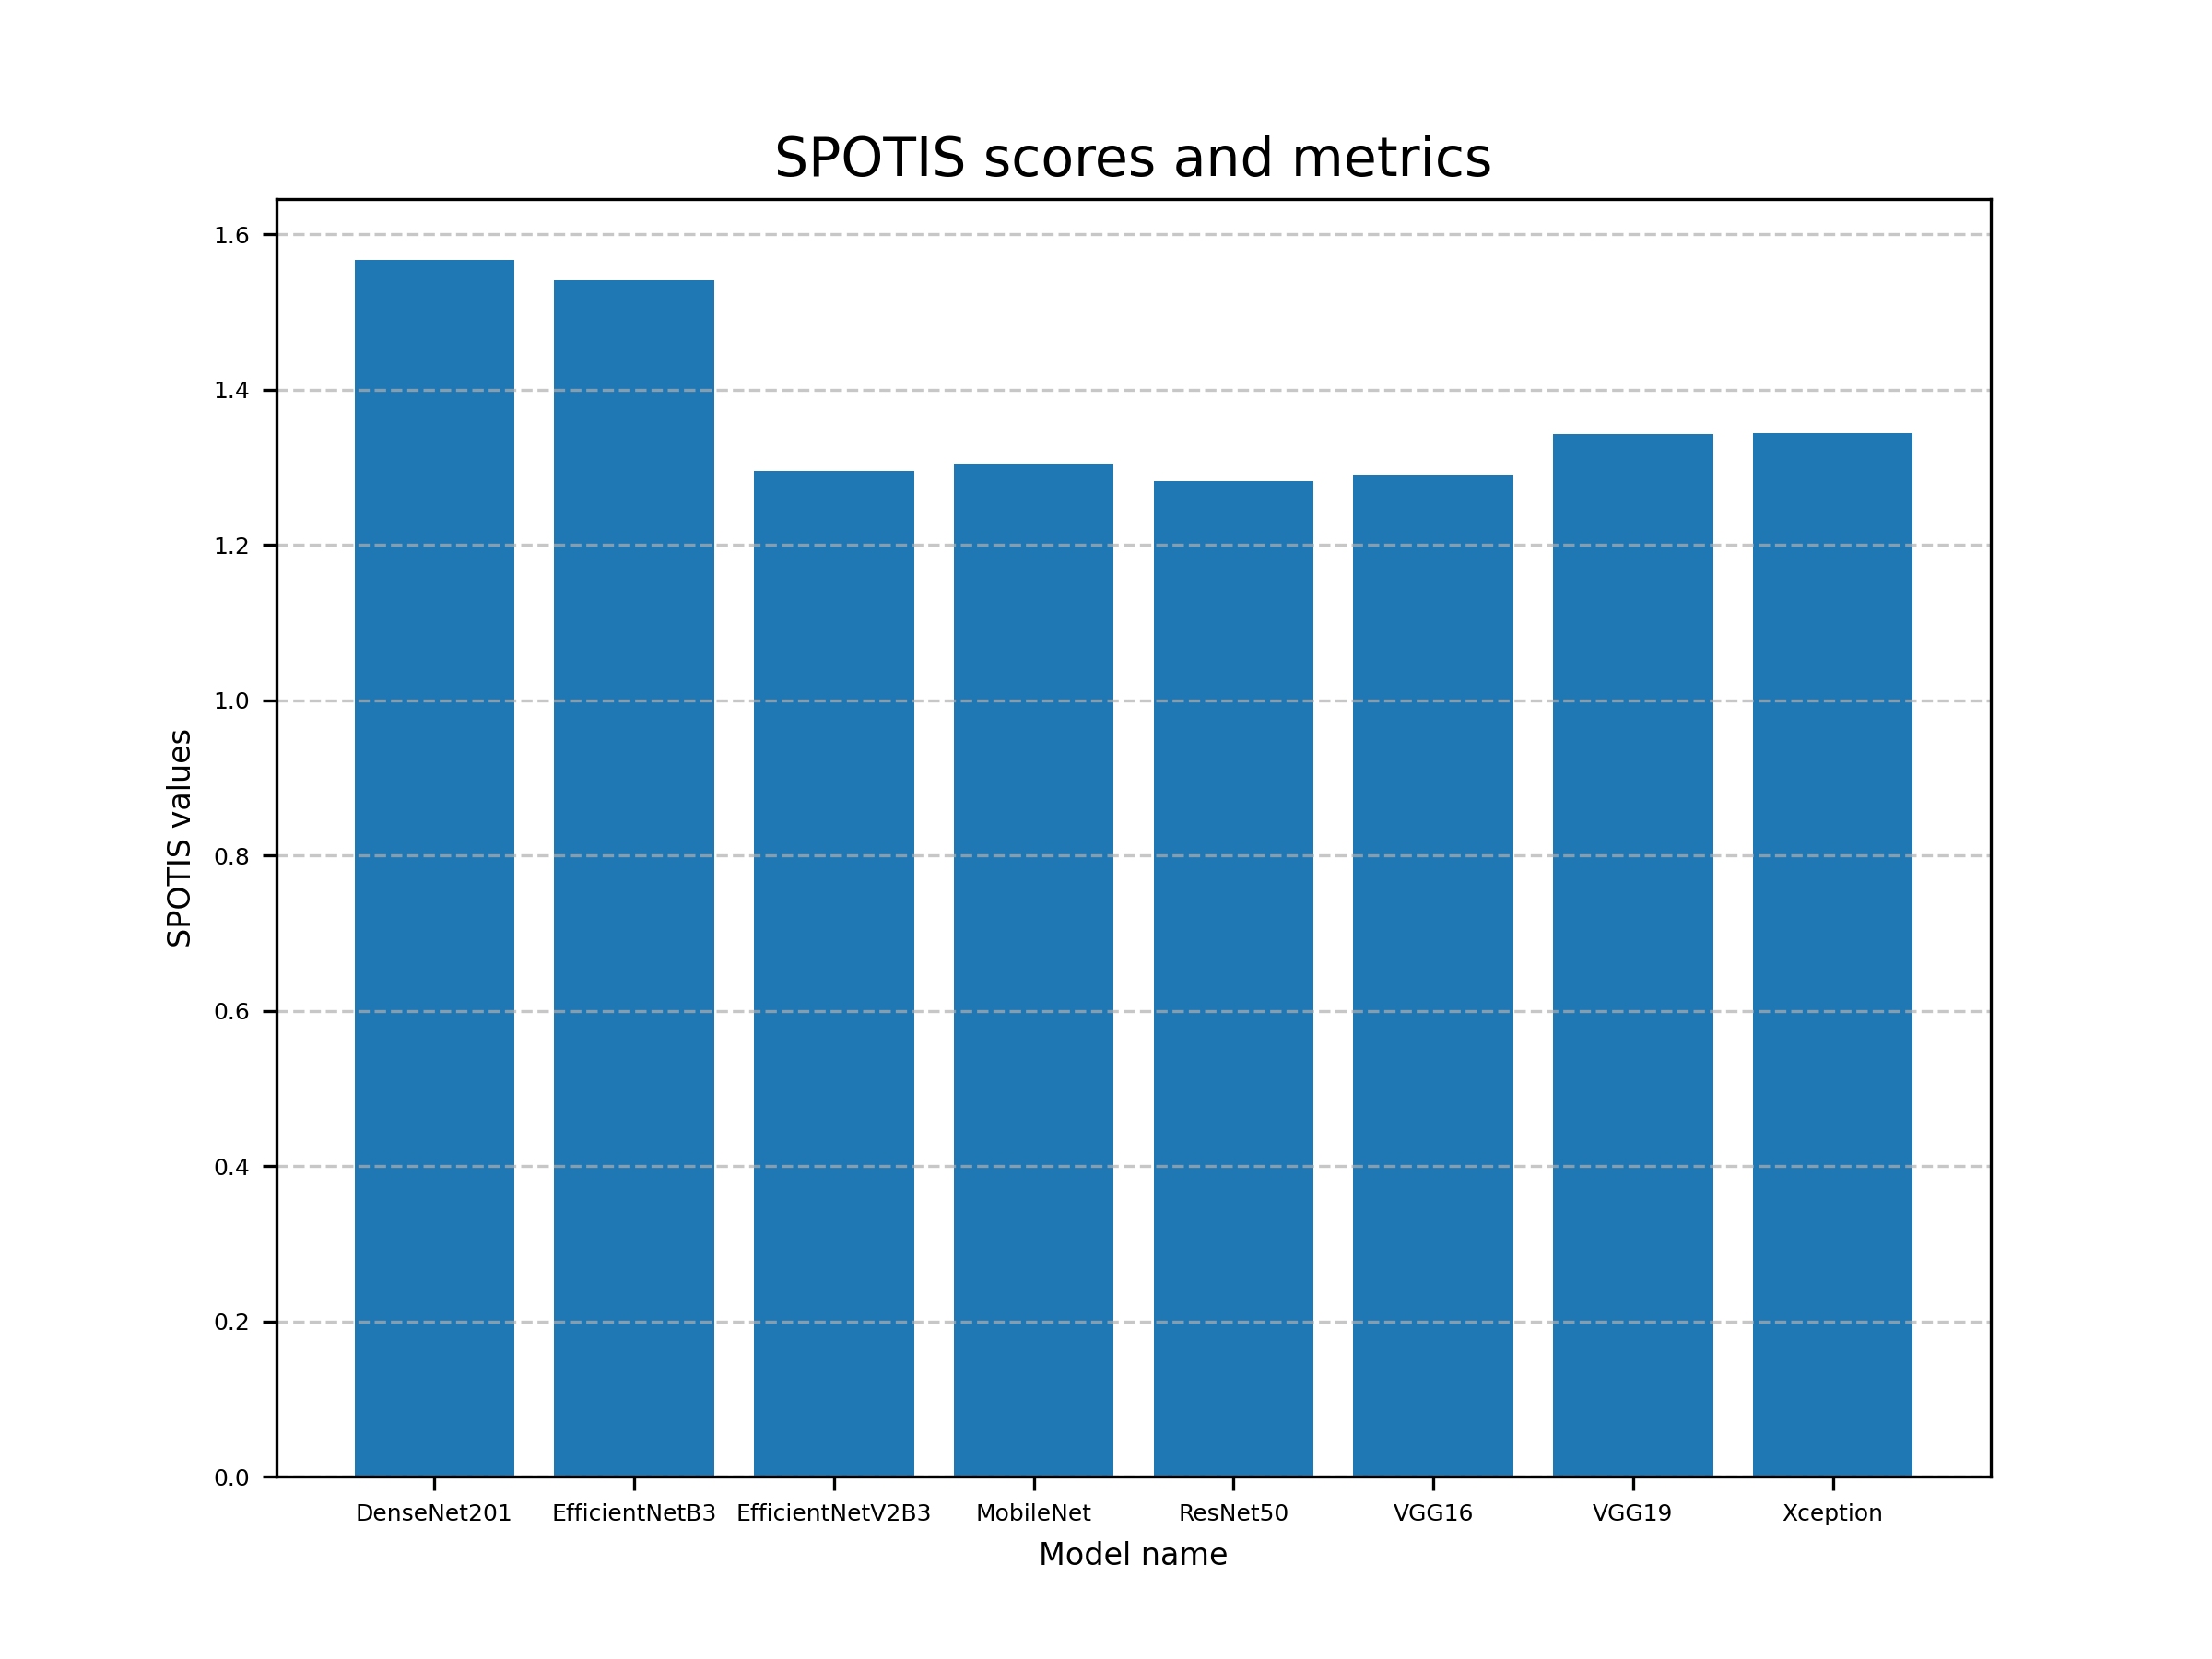 SPOTIS scores and metrics
1.6
1.4
1.2
1.0
0.8
0.6
0.4
0.2
0.0
SPOTIS values
DenseNet201 EfficientNetB3 EfficientNetV2B3 MobileNet ResNet50 VGG16 VGG19 Xception
Model name